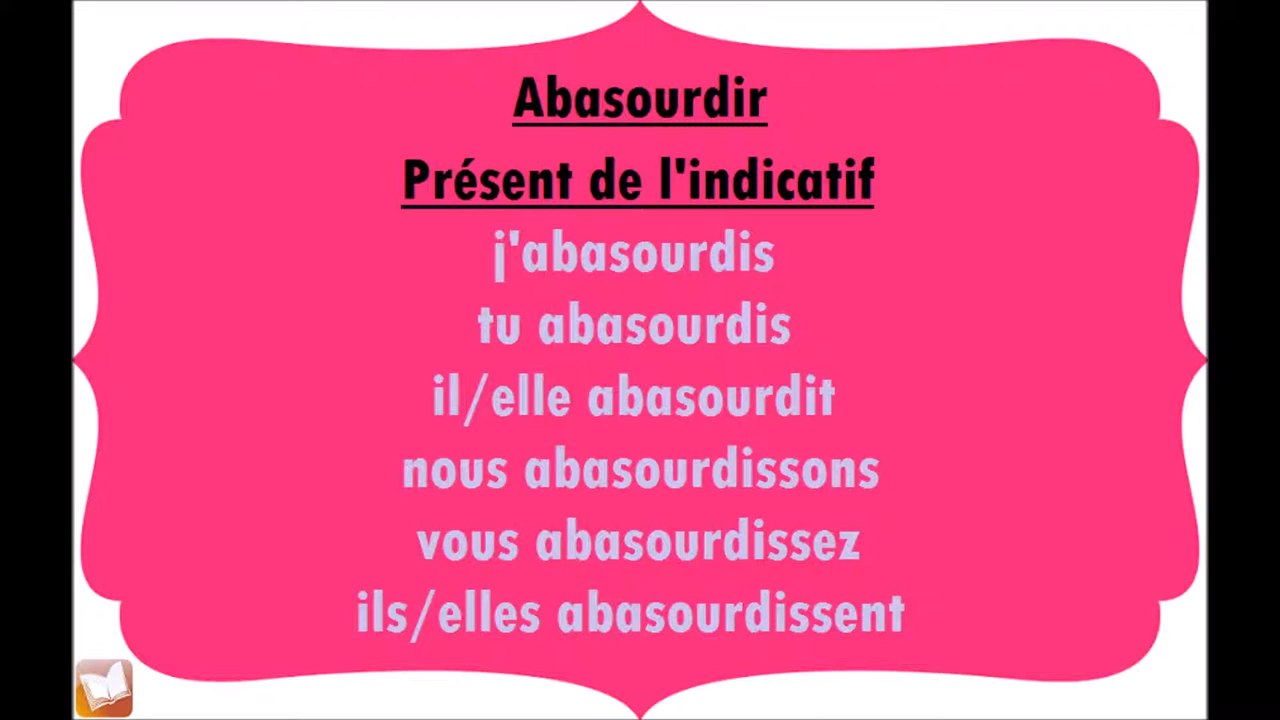 Abasourdir
Présent de l'indicatif
j'abasourdis
tu abasourdis
il/elle abasourdit
nous abasourdissons
vous abasourdissez
ils/elles abasourdissent